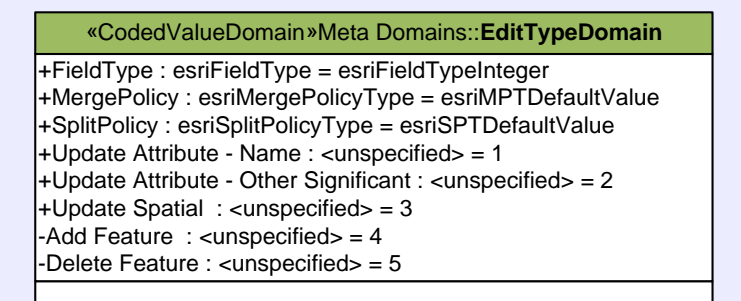 «CodedValueDomain»Meta Domains::EditTypeDomain
+FieldType : esriFieldType = esriFieldTypeInteger
+MergePolicy : esriMergePolicyType = esriMPTDefaultValue
+SplitPolicy : esriSplitPolicyType = esriSPTDefaultValue
+Update Attribute - Name : <unspecified> = 1
+Update Attribute - Other Significant : <unspecified> = 2
+Update Spatial  : <unspecified> = 3
-Add Feature  : <unspecified> = 4
-Delete Feature : <unspecified> = 5